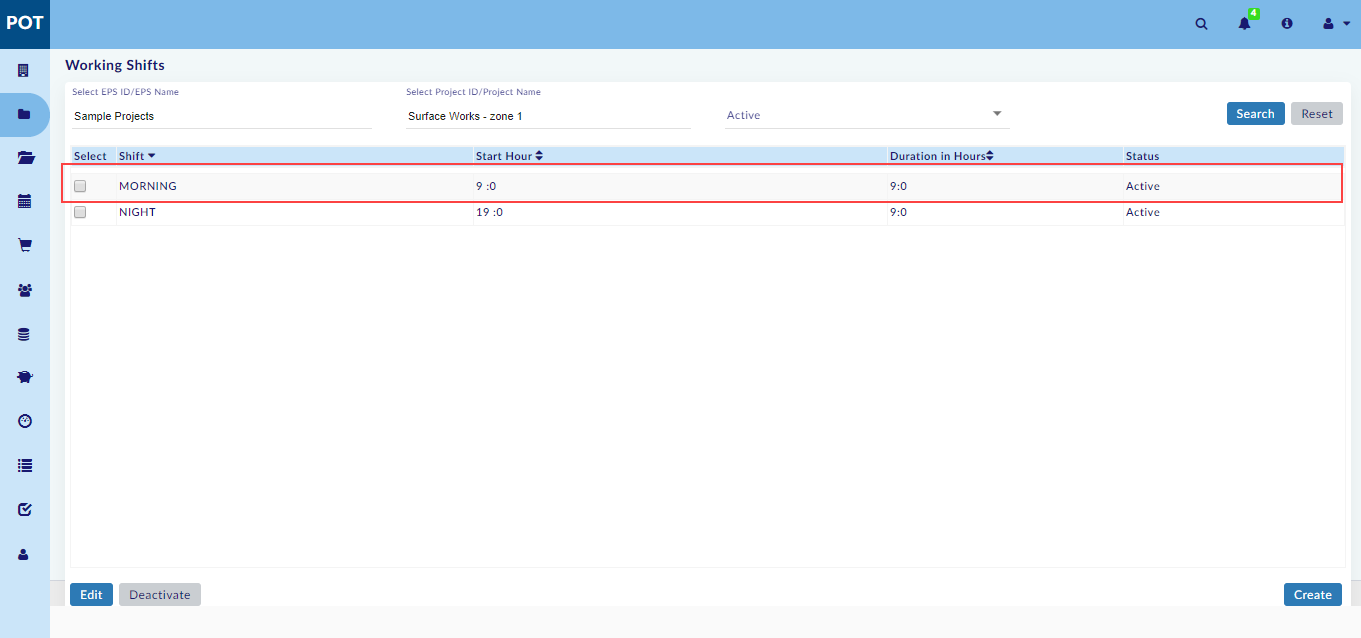 POT
4
Working Shifts
Select EPS ID/EPS Name Select Project ID/Project Name
Sample Projects Surface Works - zone 1 Active Search Reset
Select Shift Start Hour Duration in Hours Status
MORNING 9 :0 9:0 Active
NIGHT 19 :0 9:0 Active
Edit Deactivate Create